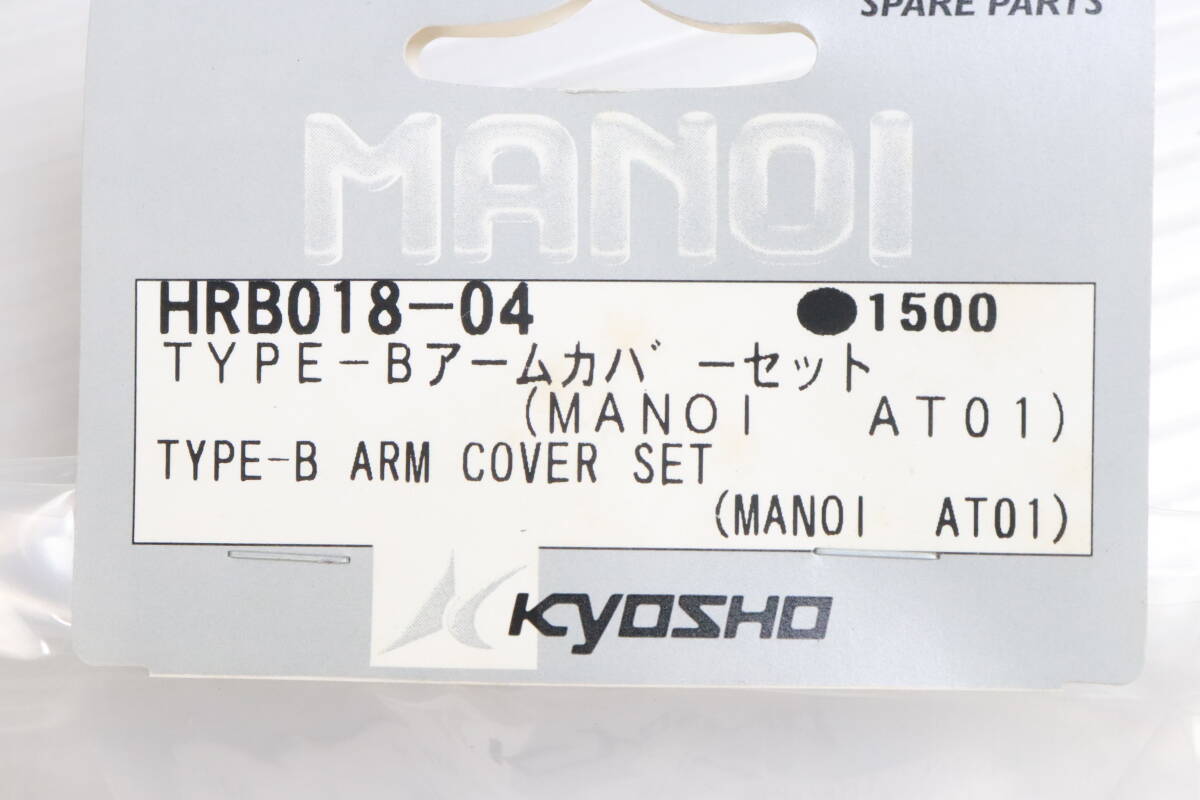 SPARE PARTS
MANOI
HRB018-04 ●1500
TYPE-Bアームカバーセット
(MANOI AT01)
TYPE-B ARM COVER SET
(MANOI AT01)
KYOSHO